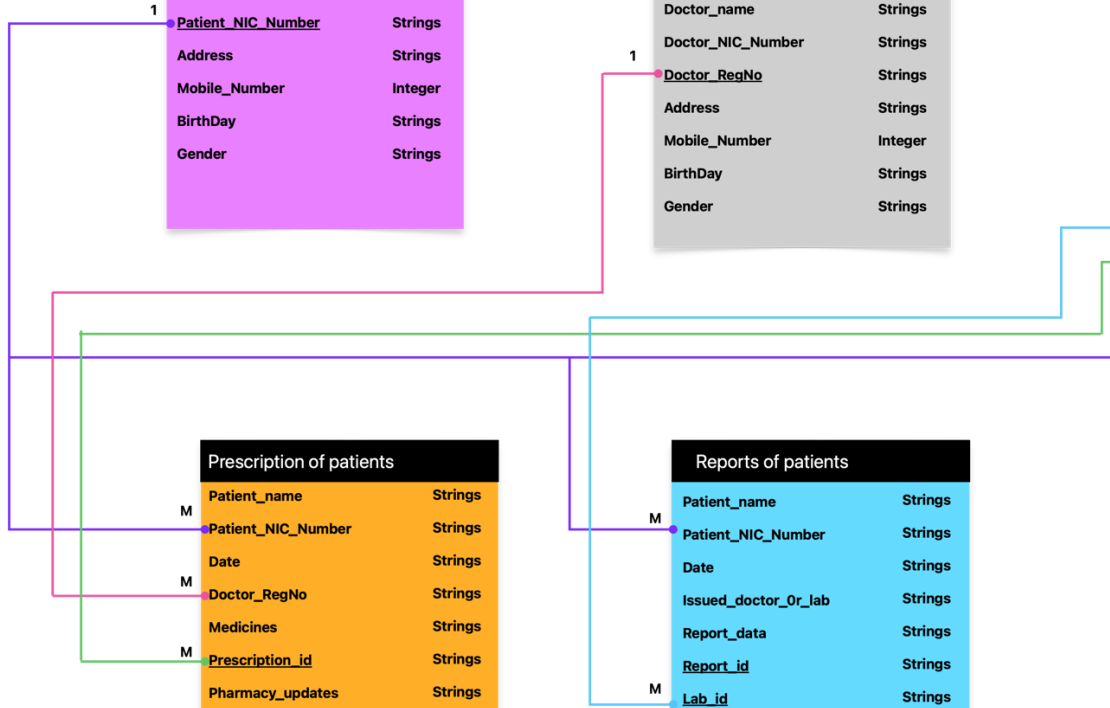 1
Patient_NIC_Number Strings
Address Strings
Mobile_Number Integer
BirthDay Strings
Gender Strings
Doctor_name Strings
Doctor_NIC_Number Strings
1
Doctor_RegNo Strings
Address Strings
Mobile_Number Integer
BirthDay Strings
Gender Strings
Prescription of patients
Patient_name Strings
M
Patient_NIC_Number Strings
Date Strings
M
Doctor_RegNo Strings
Medicines Strings
M
Prescription_id Strings
Pharmacy_updates Strings
Reports of patients
Patient_name Strings
M
Patient_NIC_Number Strings
Date Strings
Issued_doctor_0r_lab Strings
Report_data Strings
Report_id Strings
M
Lab_id Strings